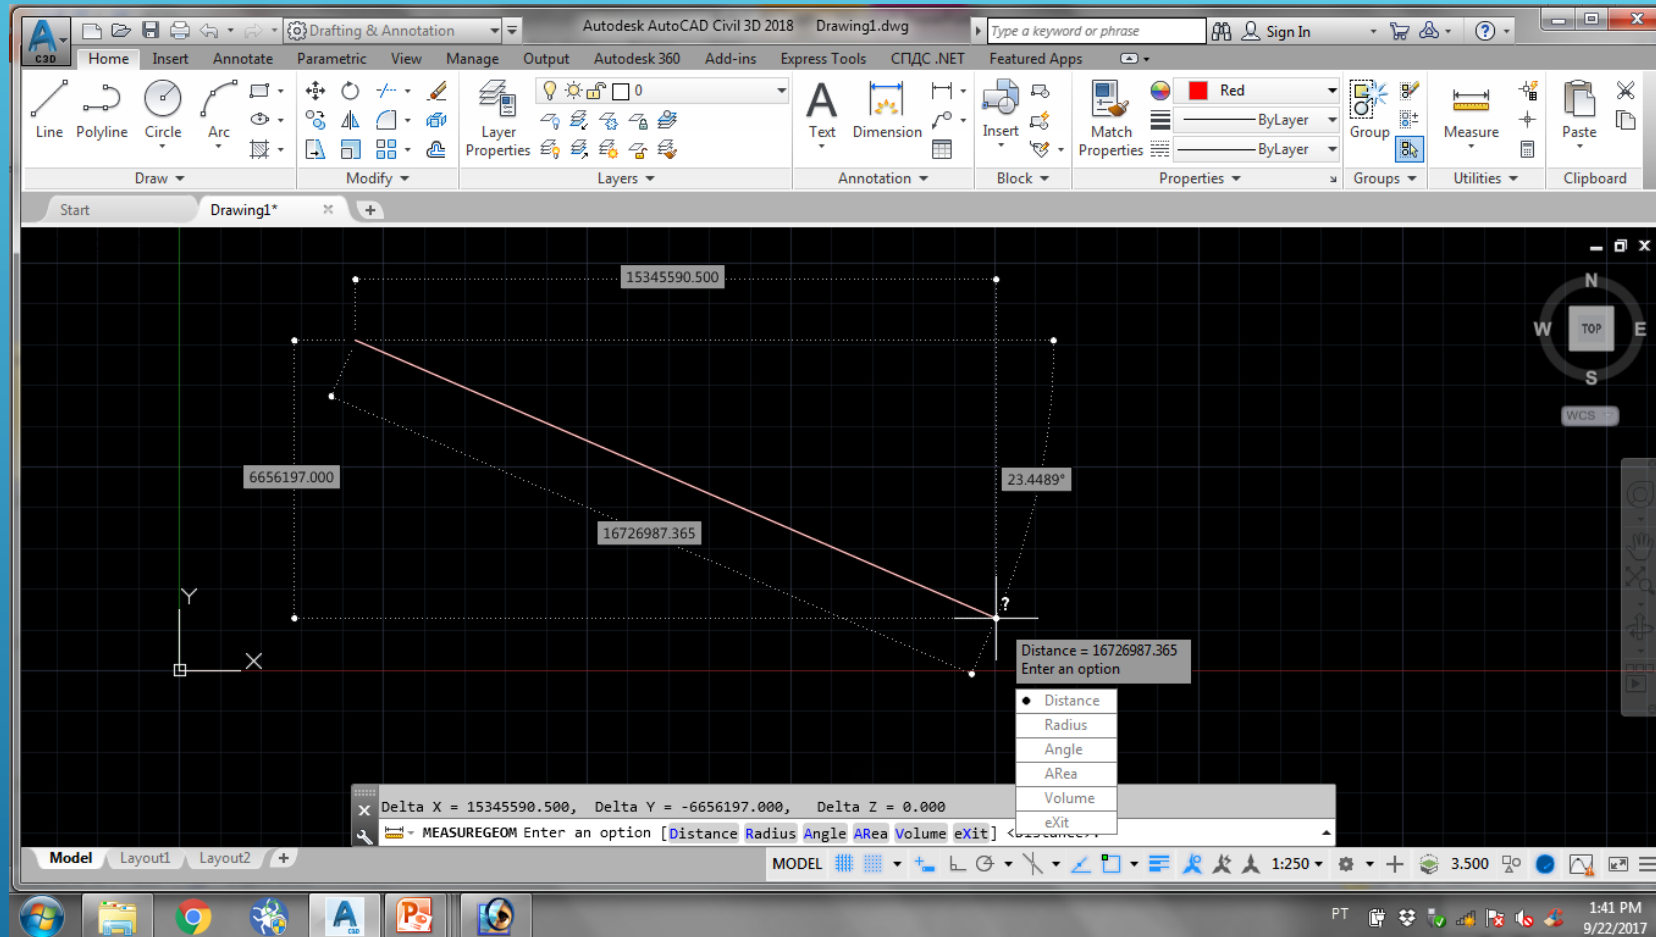 Drafting & Annotation
Autodesk AutoCAD Civil 3D 2018 Drawing1.dwg
Type a keyword or phrase
Sign In
A
C3D
Home Insert Annotate Parametric View Manage Output Autodesk 360 Add-ins Express Tools СПДС .NET Featured Apps
0
Red
ByLayer
ByLayer
Line Polyline Circle Arc
Layer
Properties
A
Text Dimension
Insert
Match
Properties
Group
Measure
Paste
Draw Modify Layers Annotation Block Properties Groups Utilities Clipboard
Start Drawing1*
15345590.500
N
W TOP E
S
WCS
6656197.000
23.4489°
16726987.365
Y
X
?
Distance = 16726987.365
Enter an option
Distance
Radius
Angle
ARea
Volume
eXit
Delta X = 15345590.500, Delta Y = -6656197.000, Delta Z = 0.000
MEASUREGEOM Enter an option [Distance Radius Angle ARea Volume eXit]
Model Layout1 Layout2
MODEL 1:250 3.500
PT
1:41 PM
9/22/2017